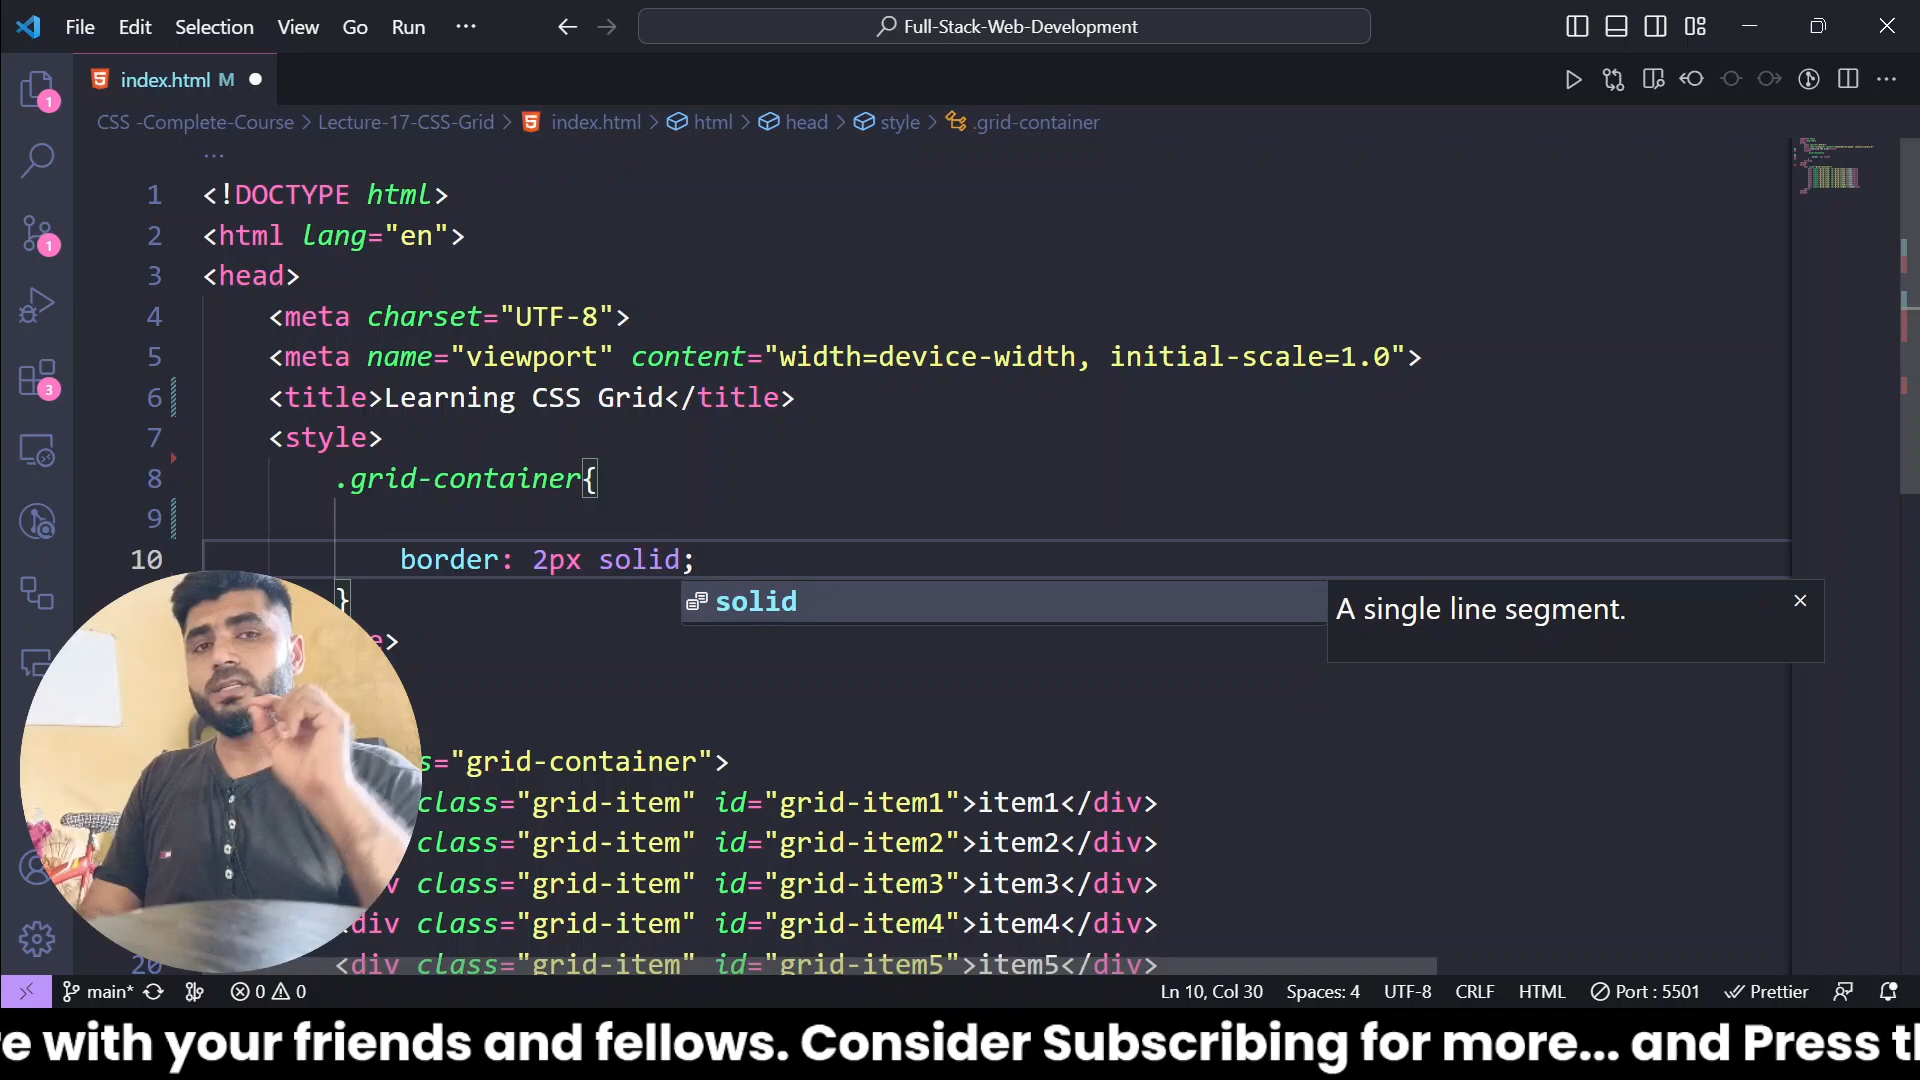 File Edit Selection View Go Run ··· Full-Stack-Web-Development
index.html M
CSS -Complete-Course > Lecture-17-CSS-Grid > index.html > html > head > style > .grid-container
1 <!DOCTYPE html>
2 <html lang="en">
3 <head>
4 <meta charset="UTF-8">
5 <meta name="viewport" content="width=device-width, initial-scale=1.0">
6 <title>Learning CSS Grid</title>
7 <style>
8 .grid-container{
9
10 border: 2px solid;
}
solid
A single line segment.
e>
s="grid-container">
class="grid-item" id="grid-item1">item1</div>
class="grid-item" id="grid-item2">item2</div>
v class="grid-item" id="grid-item3">item3</div>
div class="grid-item" id="grid-item4">item4</div>
20 <div class="grid-item" id="grid-item5">item5</div>
1
1
3
main* 0 0 Ln 10, Col 30 Spaces: 4 UTF-8 CRLF HTML Port : 5501 Prettier
re with your friends and fellows. Consider Subscribing for more... and Press th